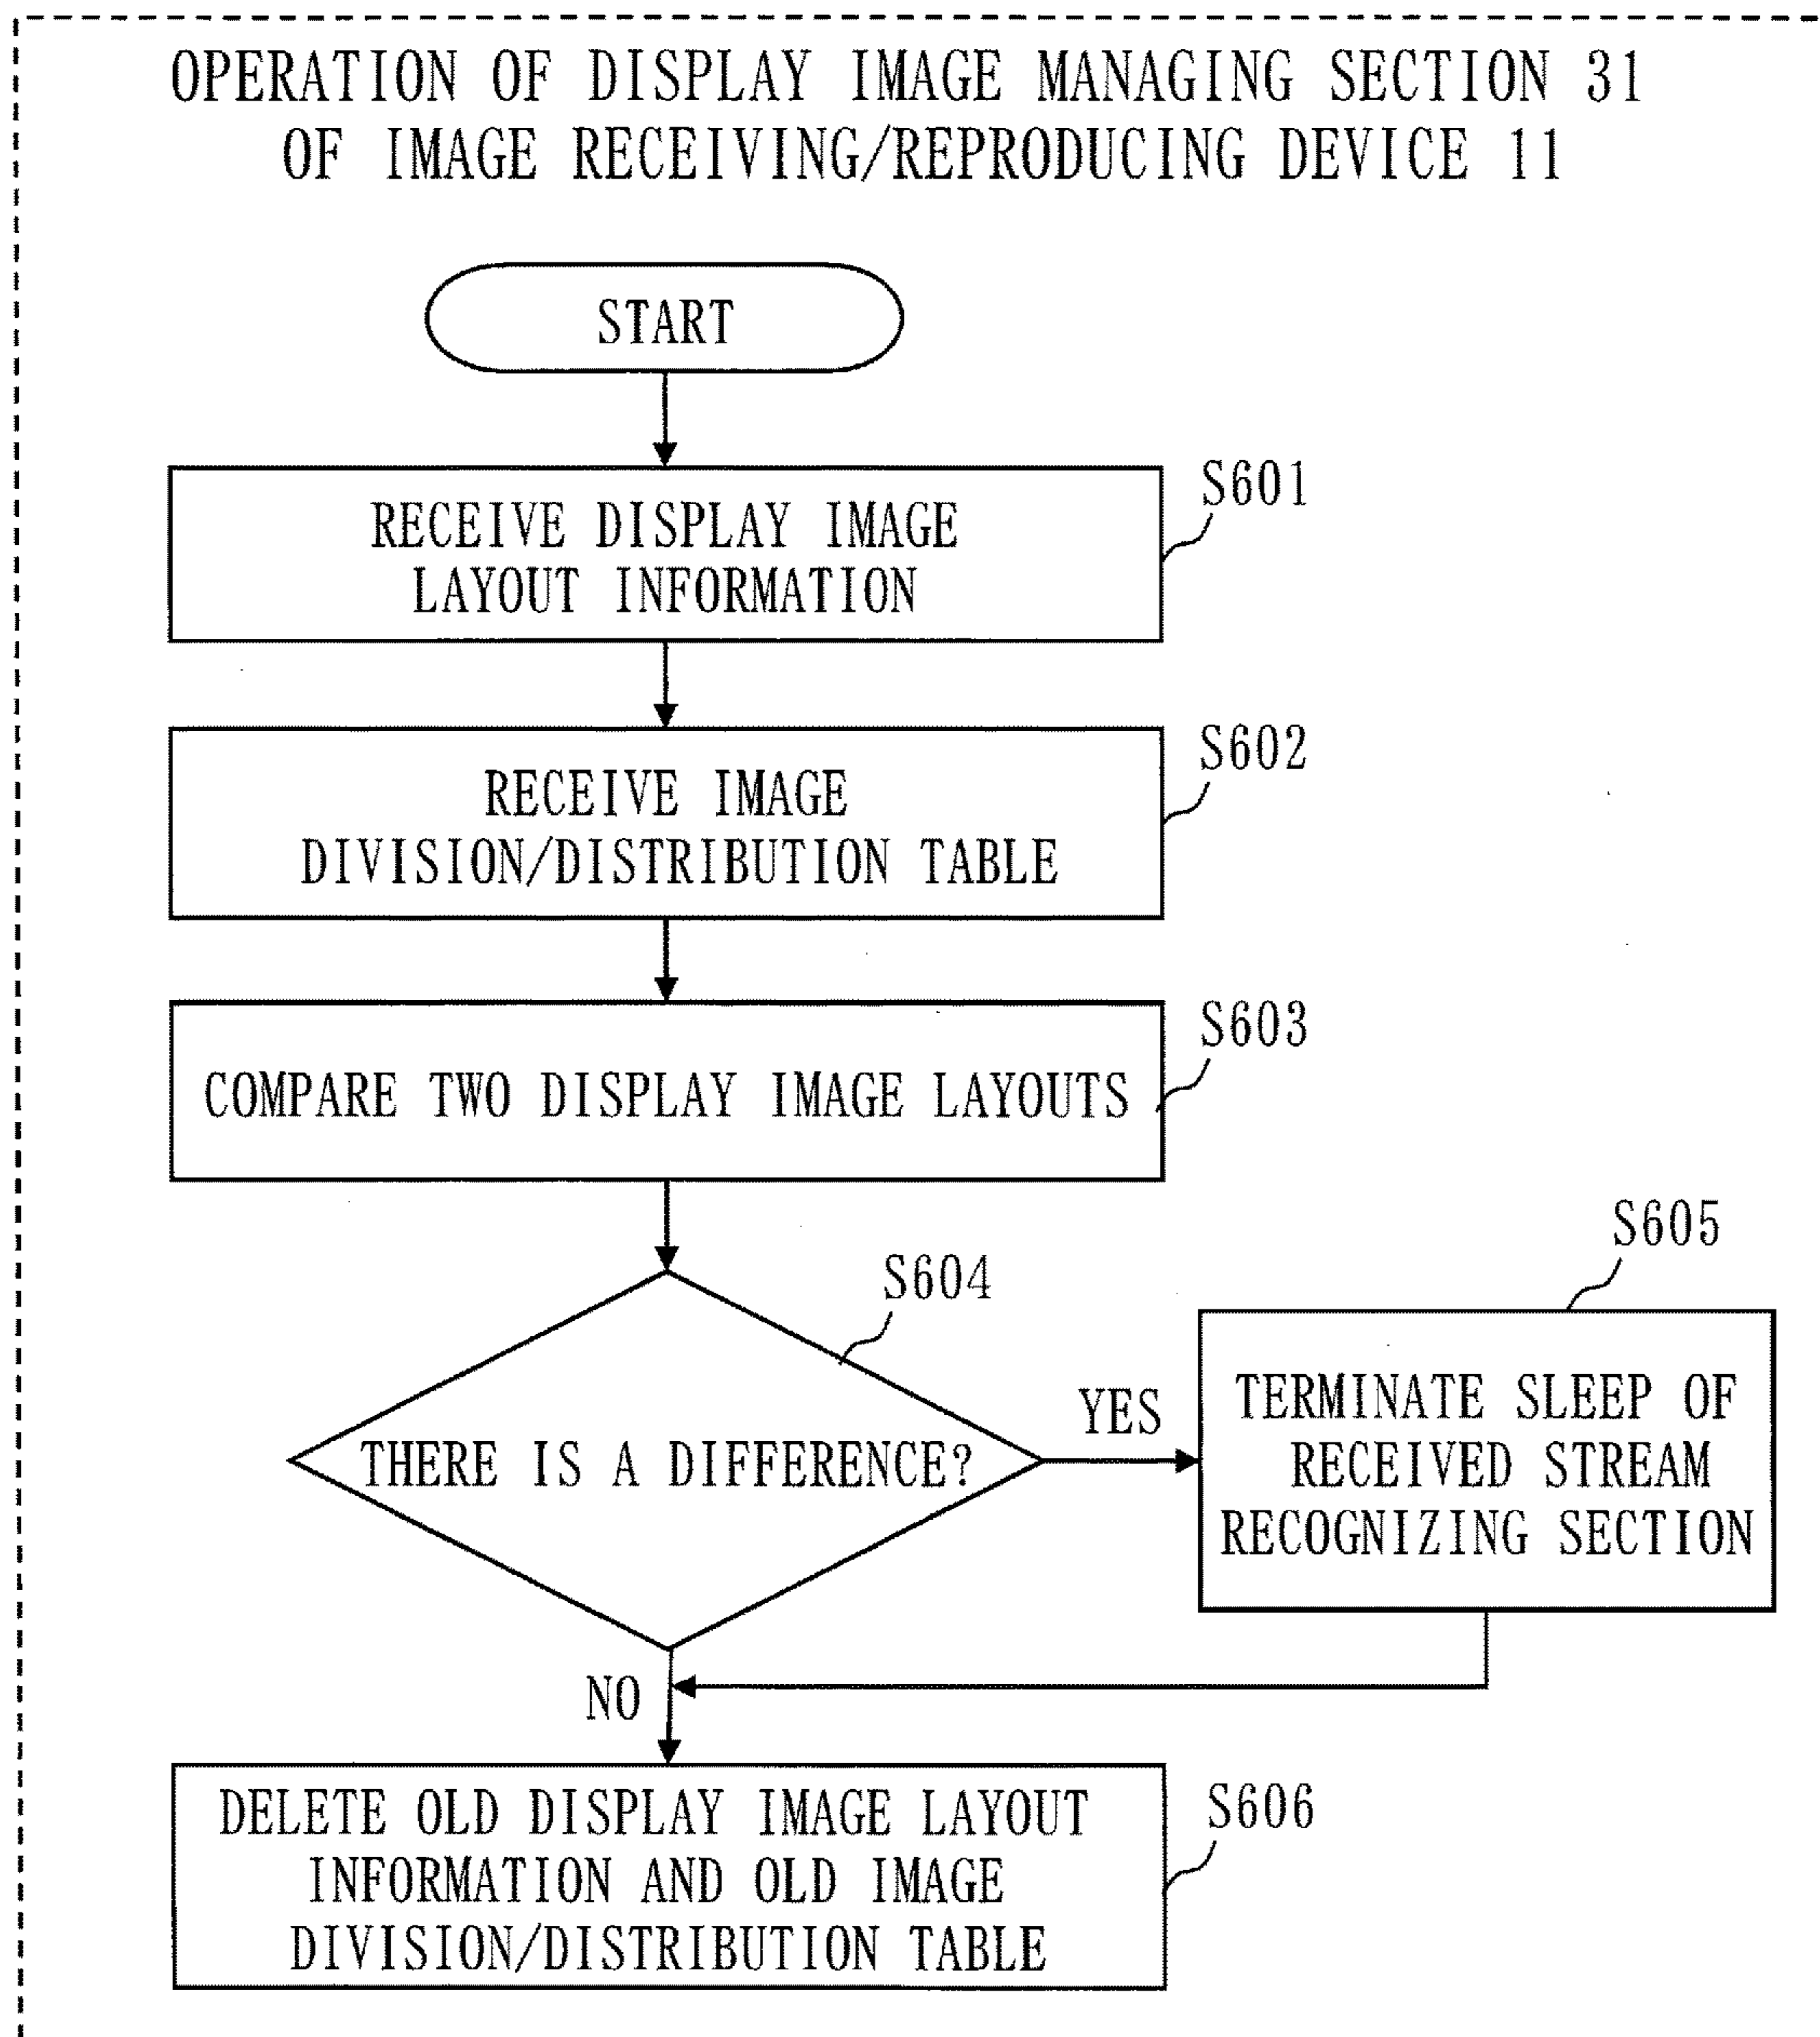 OPERATION OF DISPLAY IMAGE MANAGING SECTION 31
OF IMAGE RECEIVING/REPRODUCING DEVICE 11
START
S601
RECEIVE DISPLAY IMAGE
LAYOUT INFORMATION
S602
RECEIVE IMAGE
DIVISION/DISTRIBUTION TABLE
S603
COMPARE TWO DISPLAY IMAGE LAYOUTS
S604
THERE IS A DIFFERENCE?
YES
S605
TERMINATE SLEEP OF
RECEIVED STREAM
RECOGNIZING SECTION
NO
S606
DELETE OLD DISPLAY IMAGE LAYOUT
INFORMATION AND OLD IMAGE
DIVISION/DISTRIBUTION TABLE